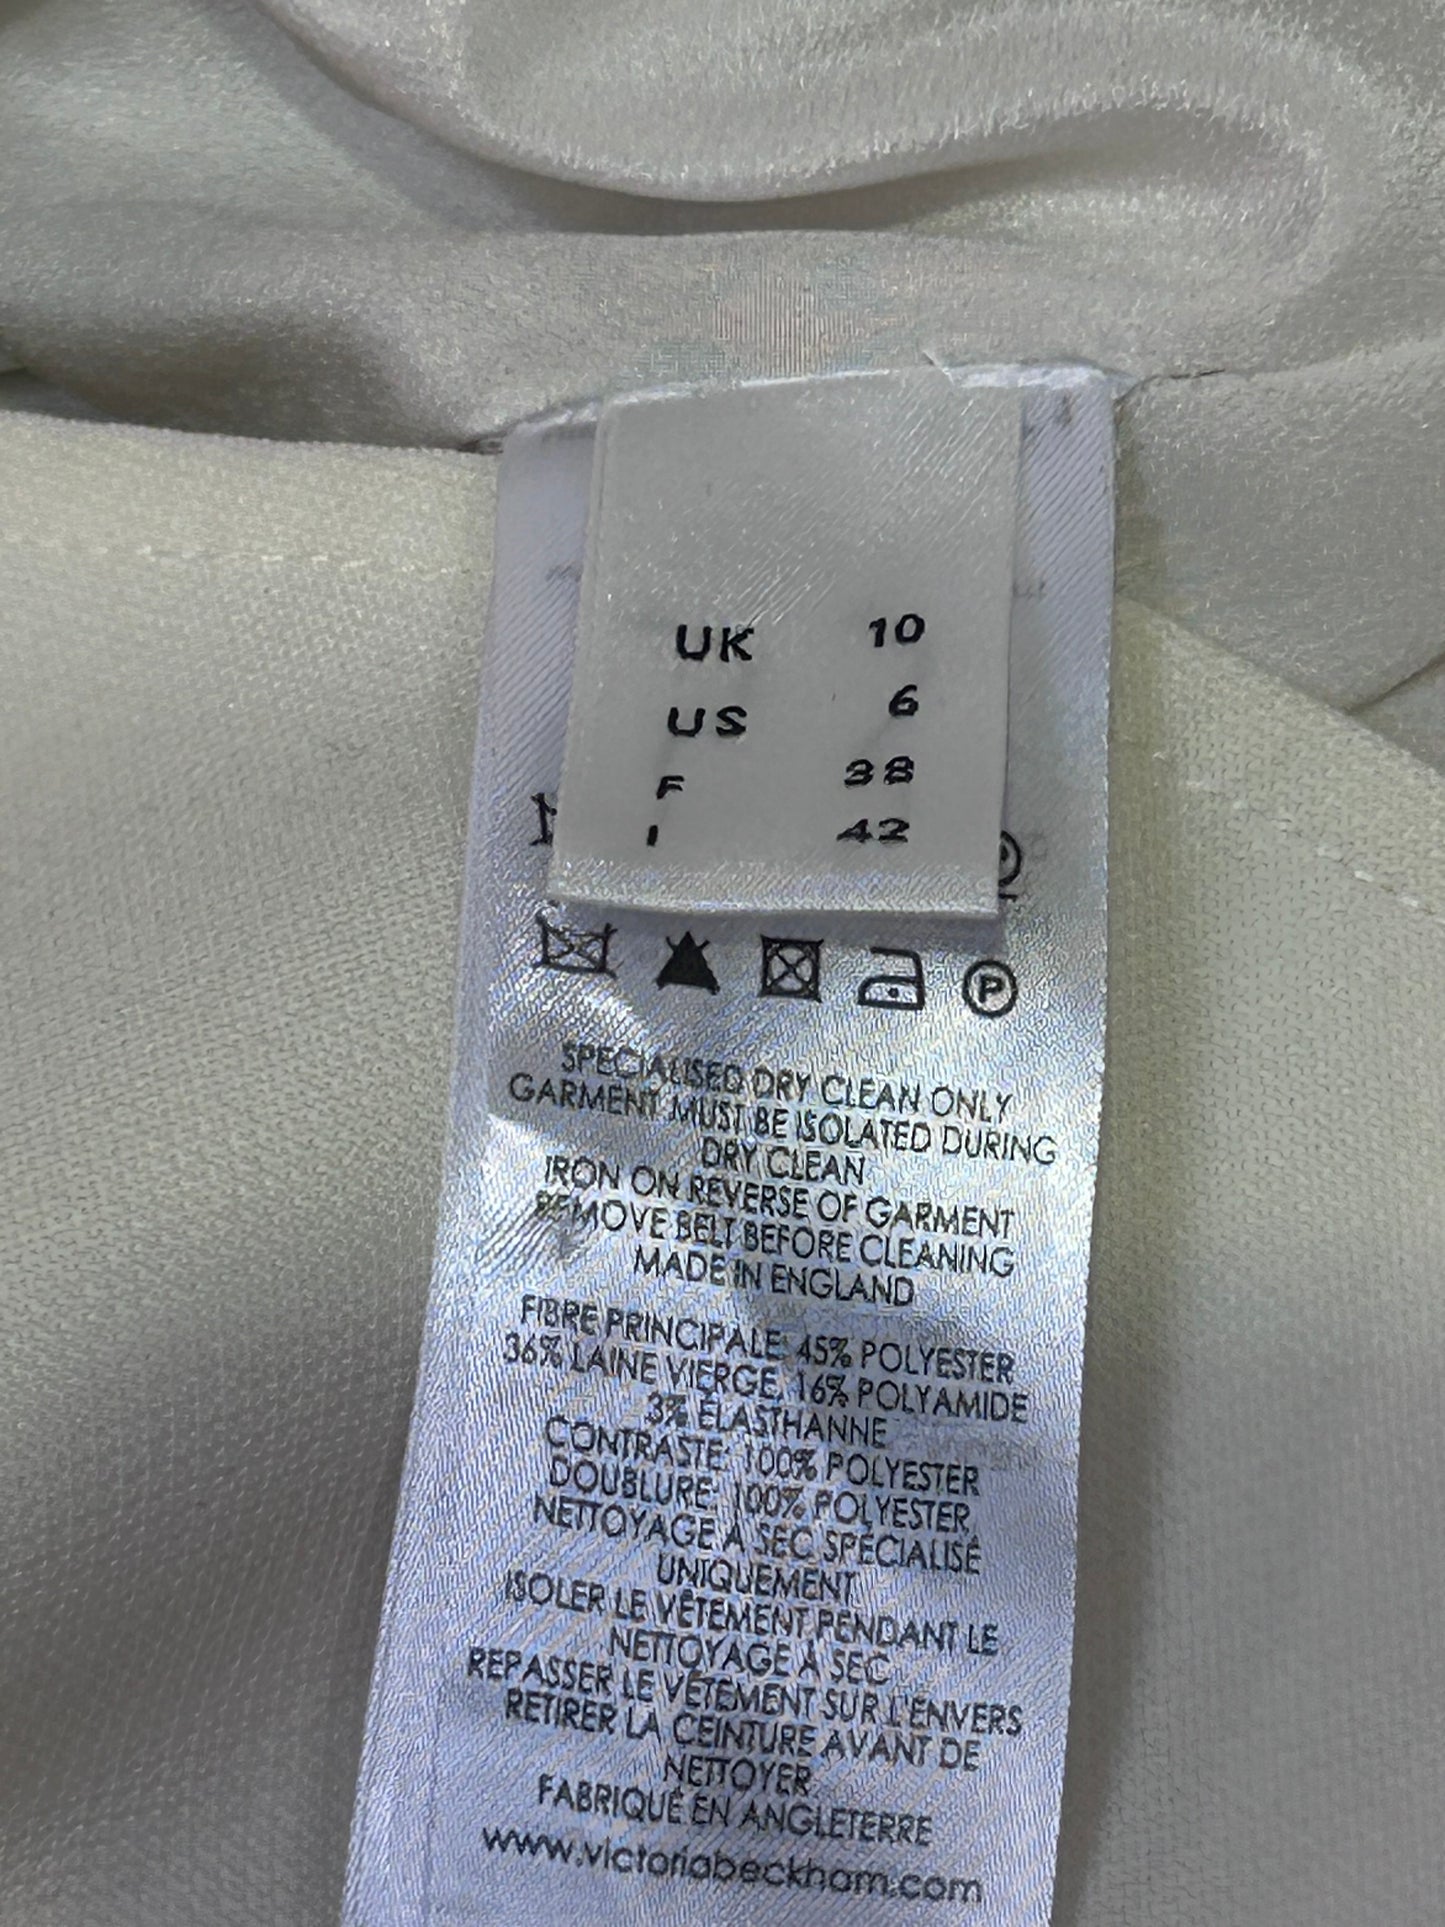 UK 10
US 6
F 38
I 42
P
SPECIALISED DRY CLEAN ONLY
GARMENT MUST BE ISOLATED DURING
DRY CLEAN
IRON ON REVERSE OF GARMENT
REMOVE BELT BEFORE CLEANING
MADE IN ENGLAND
FIBRE PRINCIPALE: 45% POLYESTER
36% LAINE VIERGE, 16% POLYAMIDE
3% ÉLASTHANNE
CONTRASTE: 100% POLYESTER
DOUBLURE: 100% POLYESTER
NETTOYAGE À SEC SPÉCIALISÉ
UNIQUEMENT
ISOLER LE VÊTEMENT PENDANT LE
NETTOYAGE À SEC
REPASSER LE VÊTEMENT SUR L'ENVERS
RETIRER LA CEINTURE AVANT DE
NETTOYER
FABRIQUÉ EN ANGLETERRE
www.victoriabeckham.com